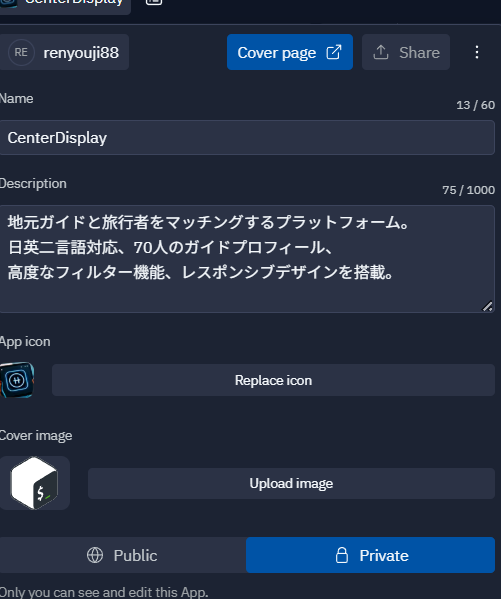 CenterDisplay
RE
renyouji88
Cover page
Share
Name
13 / 60
CenterDisplay
Description
75 / 1000
地元ガイドと旅行者をマッチングするプラットフォーム。
日英二言語対応、70人のガイドプロフィール、
高度なフィルター機能、レスポンシブデザインを搭載。
App icon
Replace icon
Cover image
$_
Upload image
Public
Private
Only you can see and edit this App.